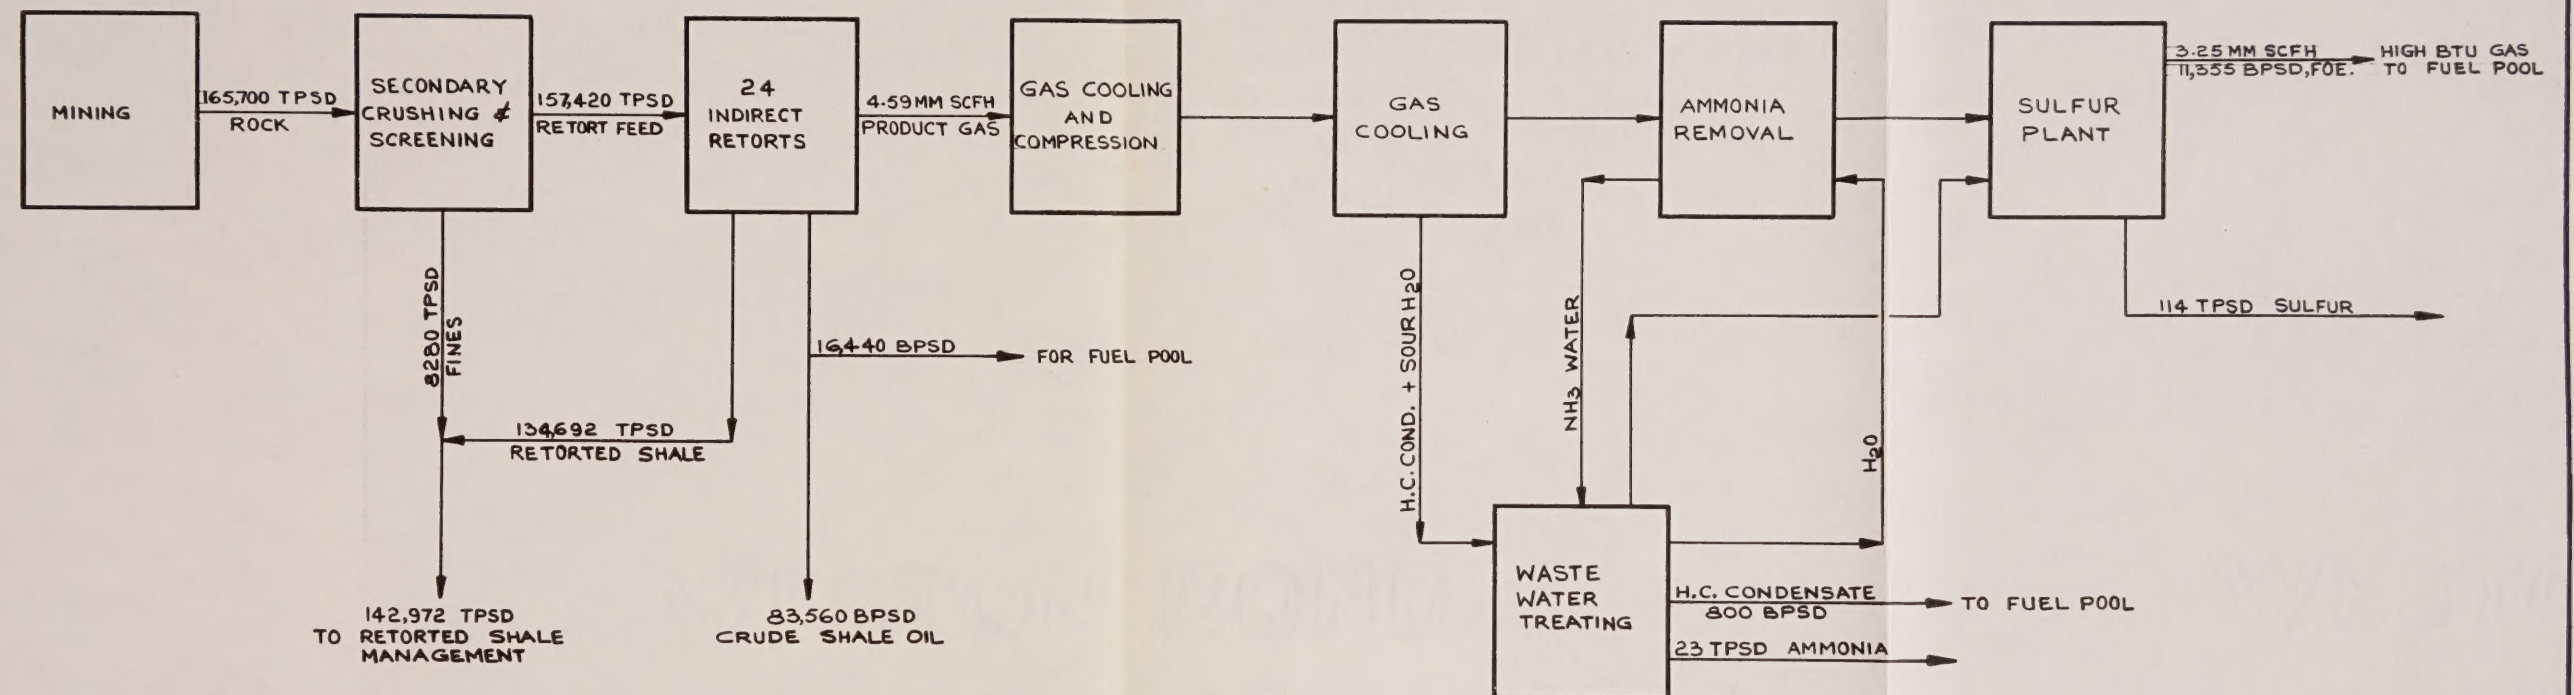 MINING
165,700 TPSD
ROCK
SECONDARY
CRUSHING &
SCREENING
157,420 TPSD
RETORT FEED
24
INDIRECT
RETORTS
4.59MM SCFH
PRODUCT GAS
GAS COOLING
AND
COMPRESSION
GAS
COOLING
AMMONIA
REMOVAL
SULFUR
PLANT
3.25 MM SCFH
11,355 BPSD, FOE.
HIGH BTU GAS
TO FUEL POOL
8280 TPSD
FINES
134,692 TPSD
RETORTED SHALE
16,440 BPSD
FOR FUEL POOL
H.C. COND. + SOUR H2O
NH3 WATER
H2O
114 TPSD SULFUR
142,972 TPSD
TO RETORTED SHALE
MANAGEMENT
83,560 BPSD
CRUDE SHALE OIL
WASTE
WATER
TREATING
H.C. CONDENSATE
800 BPSD
TO FUEL POOL
23 TPSD AMMONIA